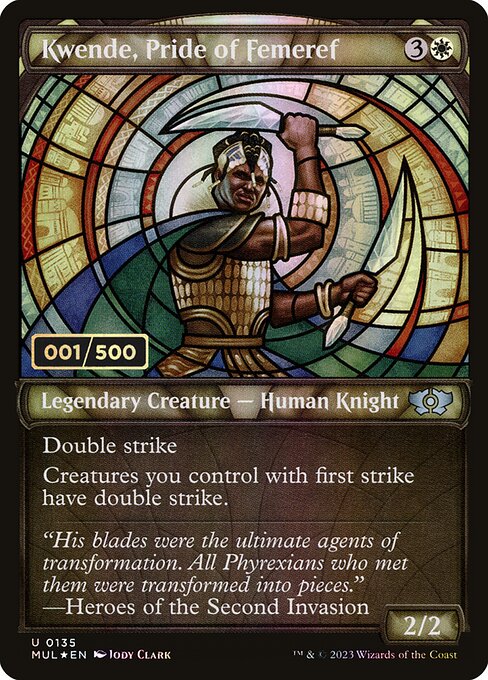 Kwende, Pride of Femeref 3
001/500
Legendary Creature — Human Knight
Double strike
Creatures you control with first strike
have double strike.
“His blades were the ultimate agents of
transformation. All Phyrexians who met
them were transformed into pieces.”
—Heroes of the Second Invasion
2/2
U 0135
MUL★EN Jody Clark
™ & © 2023 Wizards of the Coast